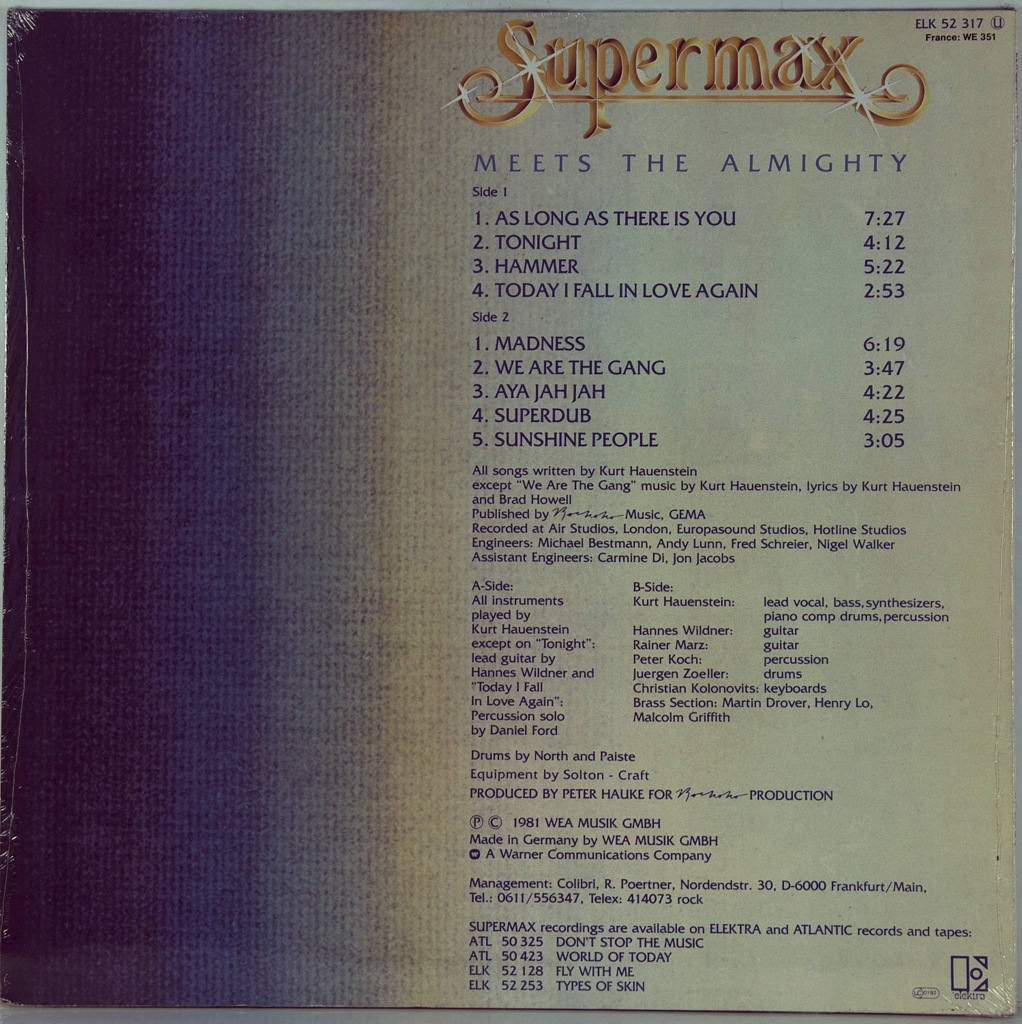 ELK 52 317 Ⓤ
France: WE 351
Supermax
MEETS THE ALMIGHTY
Side 1
1. AS LONG AS THERE IS YOU 7:27
2. TONIGHT 4:12
3. HAMMER 5:22
4. TODAY I FALL IN LOVE AGAIN 2:53
Side 2
1. MADNESS 6:19
2. WE ARE THE GANG 3:47
3. AYA JAH JAH 4:22
4. SUPERDUB 4:25
5. SUNSHINE PEOPLE 3:05
All songs written by Kurt Hauenstein
except "We Are The Gang" music by Kurt Hauenstein, lyrics by Kurt Hauenstein
and Brad Howell
Published by Rockoko Music, GEMA
Recorded at Air Studios, London, Europasound Studios, Hotline Studios
Engineers: Michael Bestmann, Andy Lunn, Fred Schreier, Nigel Walker
Assistant Engineers: Carmine Di, Jon Jacobs
A-Side:
All instruments
played by
Kurt Hauenstein
except on "Tonight":
lead guitar by
Hannes Wildner and
"Today I Fall
In Love Again":
Percussion solo
by Daniel Ford
B-Side:
Kurt Hauenstein: lead vocal, bass, synthesizers,
piano comp drums, percussion
Hannes Wildner: guitar
Rainer Marz: guitar
Peter Koch: percussion
Juergen Zoeller: drums
Christian Kolonovits: keyboards
Brass Section: Martin Drover, Henry Lo,
Malcolm Griffith
Drums by North and Paiste
Equipment by Solton - Craft
PRODUCED BY PETER HAUKE FOR Rockoko PRODUCTION
Ⓟ © 1981 WEA MUSIK GMBH
Made in Germany by WEA MUSIK GMBH
A Warner Communications Company
Management: Colibri, R. Poertner, Nordendstr. 30, D-6000 Frankfurt/Main,
Tel.: 0611/556347, Telex: 414073 rock
SUPERMAX recordings are available on ELEKTRA and ATLANTIC records and tapes:
ATL 50 325 DON'T STOP THE MUSIC
ATL 50 423 WORLD OF TODAY
ELK 52 128 FLY WITH ME
ELK 52 253 TYPES OF SKIN
elektra